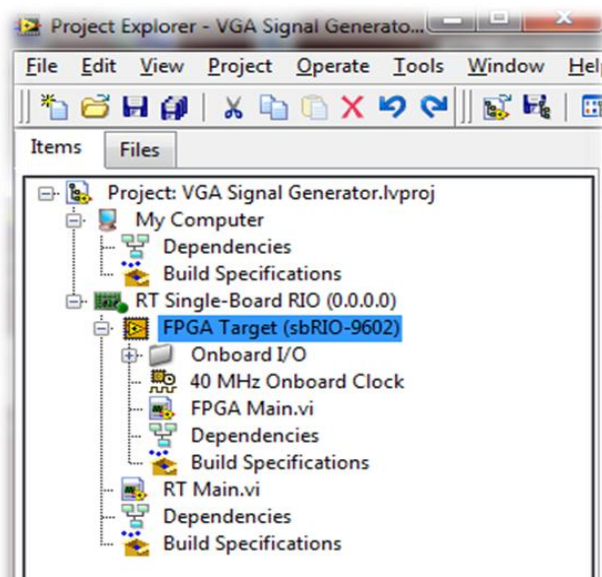 Project Explorer - VGA Signal Generato...
File Edit View Project Operate Tools Window Hel
Items Files
Project: VGA Signal Generator.lvproj
My Computer
Dependencies
Build Specifications
RT Single-Board RIO (0.0.0.0)
FPGA Target (sbRIO-9602)
Onboard I/O
40 MHz Onboard Clock
FPGA Main.vi
Dependencies
Build Specifications
RT Main.vi
Dependencies
Build Specifications